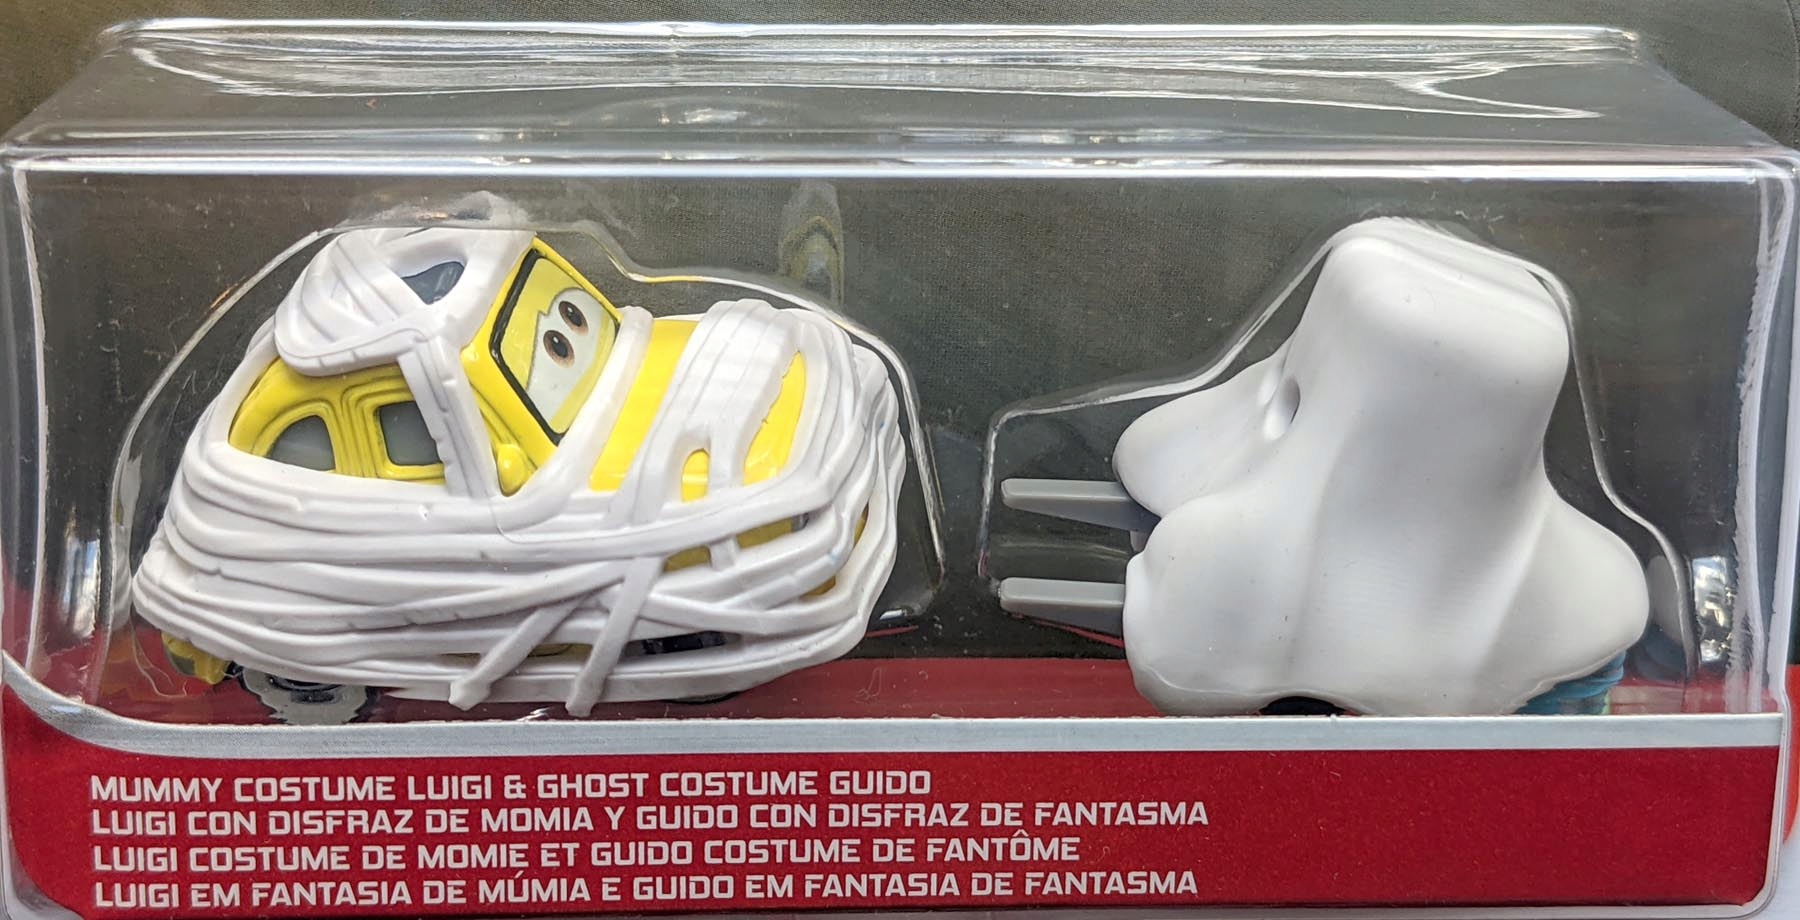 MUMMY COSTUME LUIGI & GHOST COSTUME GUIDO
LUIGI CON DISFRAZ DE MOMIA Y GUIDO CON DISFRAZ DE FANTASMA
LUIGI COSTUME DE MOMIE ET GUIDO COSTUME DE FANTÔME
LUIGI EM FANTASIA DE MÚMIA E GUIDO EM FANTASIA DE FANTASMA